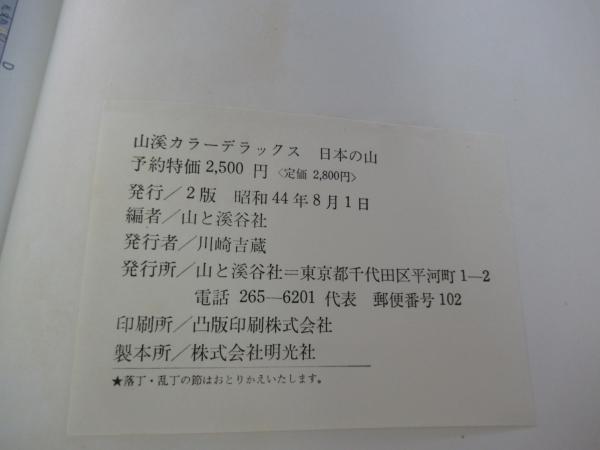 山溪カラーデラックス 日本の山
予約特価 2,500 円〈定価 2,800円〉
発行／2 版 昭和 44 年 8 月 1 日
編者／山と溪谷社
発行者／川崎吉蔵
発行所／山と溪谷社＝東京都千代田区平河町 1—2
電話 265—6201 代表 郵便番号 102
印刷所／凸版印刷株式会社
製本所／株式会社明光社
★落丁・乱丁の節はおとりかえいたします。